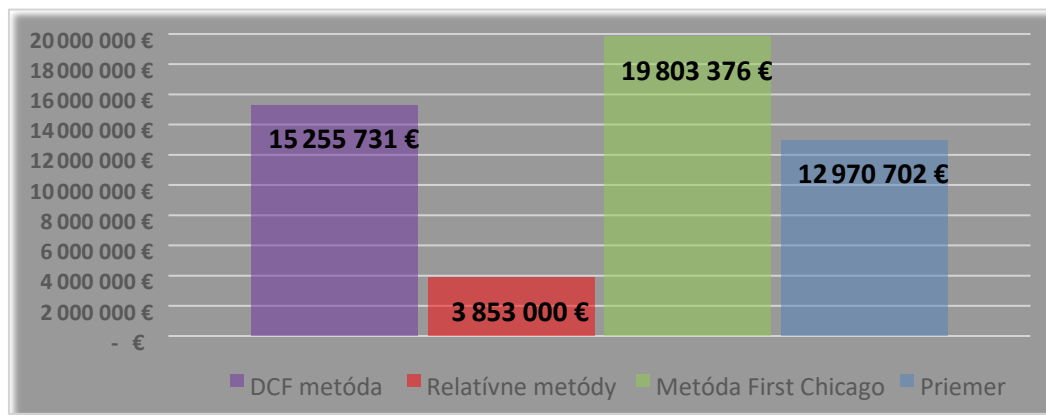 20 000 000 €
18 000 000 €
16 000 000 €
14 000 000 €
12 000 000 €
10 000 000 €
8 000 000 €
6 000 000 €
4 000 000 €
2 000 000 €
- €
15 255 731 €
3 853 000 €
19 803 376 €
12 970 702 €
DCF metóda Relatívne metódy Metóda First Chicago Priemer